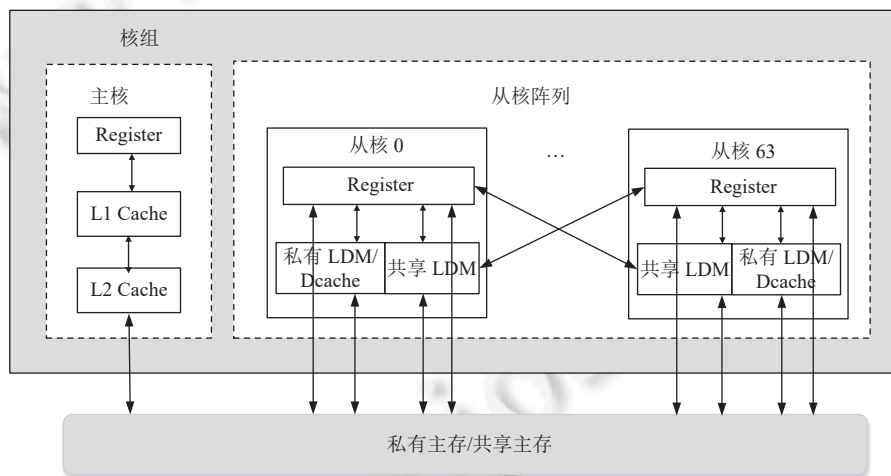 核组
主核
从核阵列
Register
L1 Cache
L2 Cache
从核 0
Register
私有 LDM/
Dcache
共享 LDM
…
从核 63
Register
共享 LDM
私有 LDM/
Dcache
私有主存/共享主存